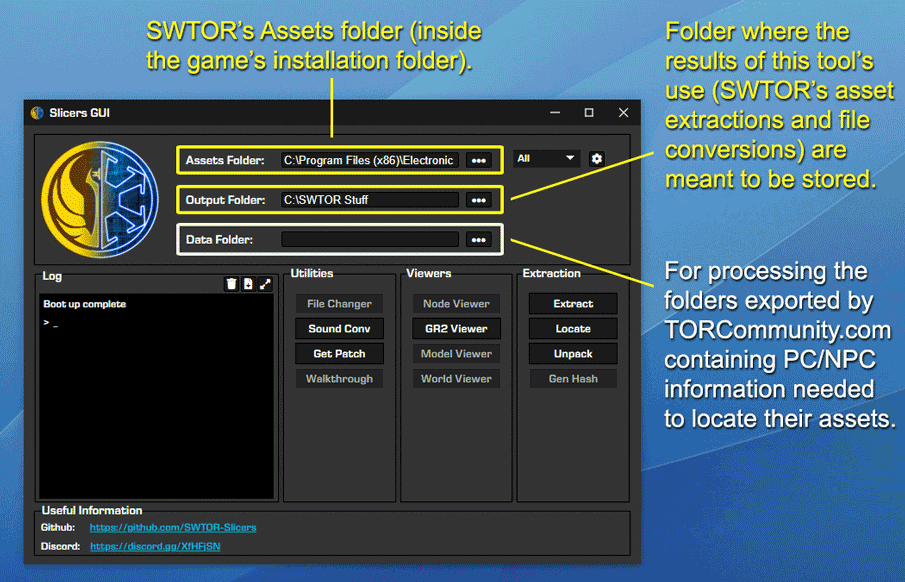 SWTOR's Assets folder (inside
the game's installation folder).
Folder where the
results of this tool's
use (SWTOR's asset
extractions and file
conversions) are
meant to be stored.
Slicers GUI
Assets Folder: C:\Program Files (x86)\Electronic ••• All
Output Folder: C:\SWTOR Stuff •••
Data Folder: •••
For processing the
folders exported by
TORCommunity.com
containing PC/NPC
information needed
to locate their assets.
Log
Boot up complete
> _
Utilities
File Changer
Sound Conv
Get Patch
Walkthrough
Viewers
Node Viewer
GR2 Viewer
Model Viewer
World Viewer
Extraction
Extract
Locate
Unpack
Gen Hash
Useful Information
Github: https://github.com/SWTOR-Slicers
Discord: https://discord.gg/XfHFjSN